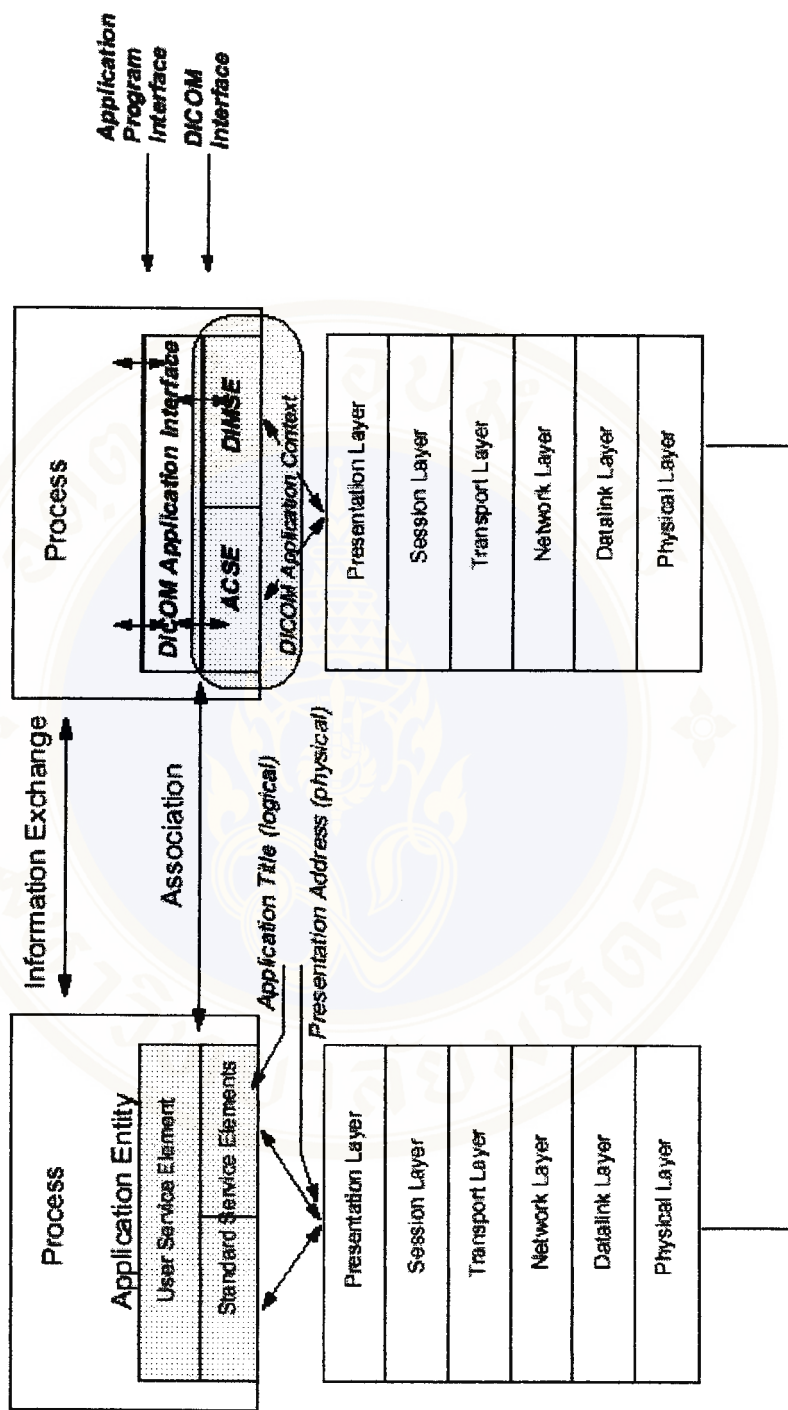 Process
Application Entity
User Service Element
Standard Service Elements
Presentation Layer
Session Layer
Transport Layer
Network Layer
Datalink Layer
Physical Layer
Information Exchange
Association
Application Title (logical)
Presentation Address (physical)
Process
DICOM Application Interface
ACSE
DIMSE
DICOM Application Context
Presentation Layer
Session Layer
Transport Layer
Network Layer
Datalink Layer
Physical Layer
Application
Program
Interface
DICOM
Interface